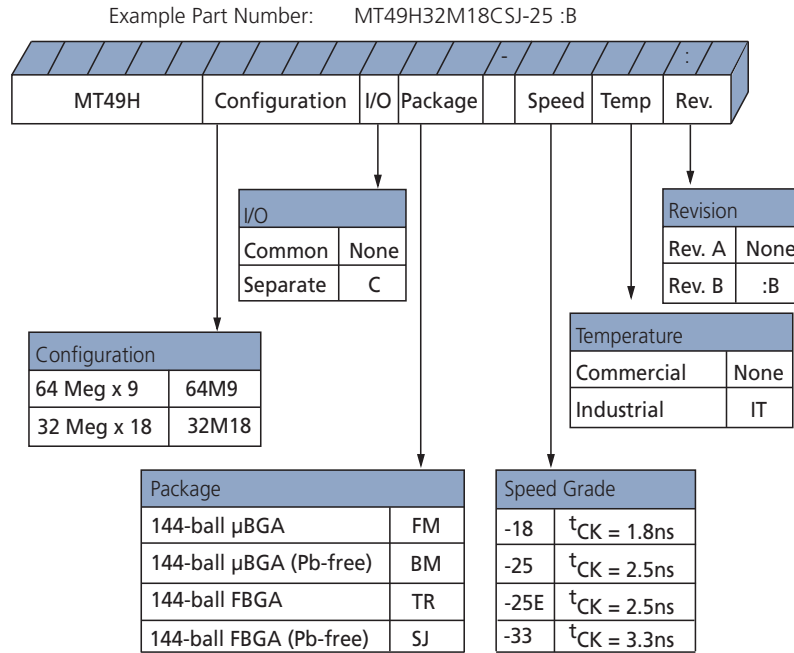 Example Part Number: MT49H32M18CSJ-25 :B
- :
MT49H Configuration I/O Package Speed Temp Rev.
I/O
Common None
Separate C
Revision
Rev. A None
Rev. B :B
Configuration
64 Meg x 9 64M9
32 Meg x 18 32M18
Temperature
Commercial None
Industrial IT
Package
144-ball µBGA FM
144-ball µBGA (Pb-free) BM
144-ball FBGA TR
144-ball FBGA (Pb-free) SJ
Speed Grade
-18 tCK = 1.8ns
-25 tCK = 2.5ns
-25E tCK = 2.5ns
-33 tCK = 3.3ns